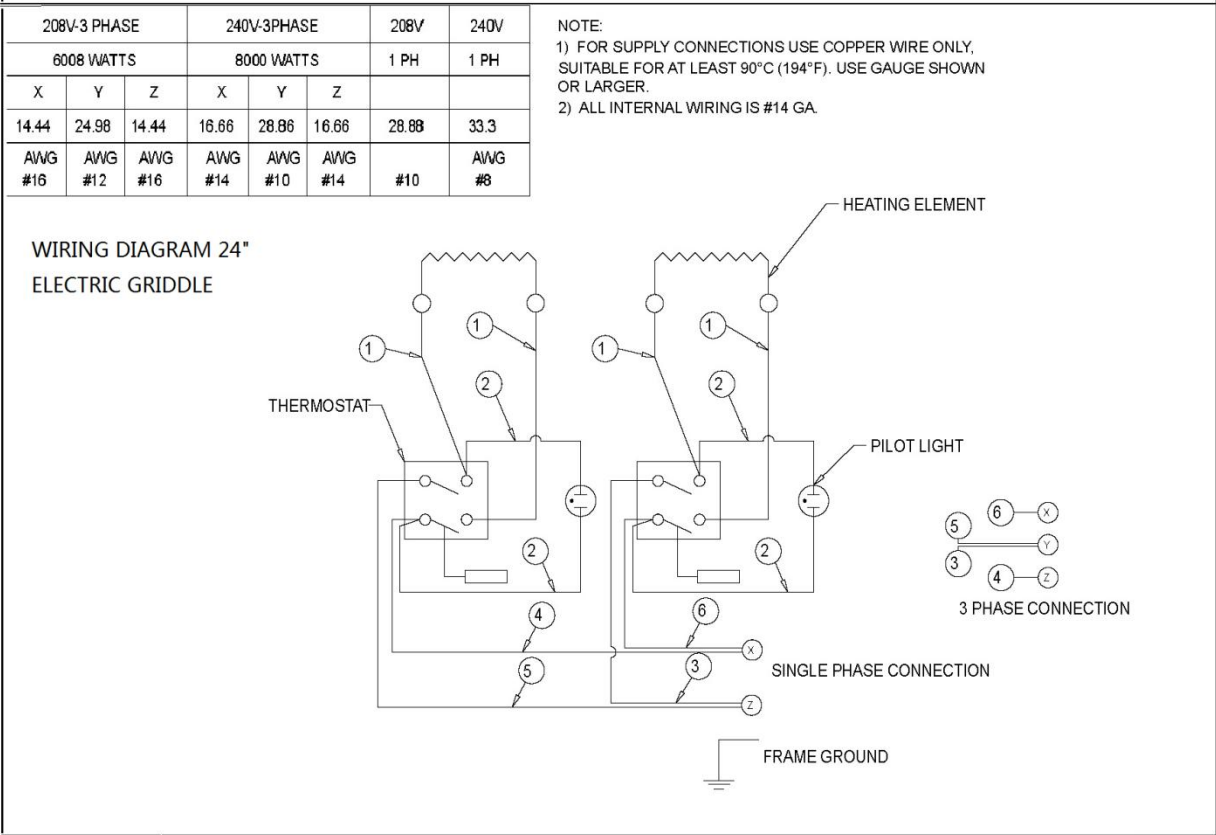 208V-3 PHASE 240V-3PHASE 208V 240V
6008 WATTS 8000 WATTS 1 PH 1 PH
X Y Z X Y Z
14.44 24.98 14.44 16.66 28.86 16.66 28.88 33.3
AWG AWG AWG AWG AWG AWG AWG
#16 #12 #16 #14 #10 #14 #10 #8
NOTE:
1) FOR SUPPLY CONNECTIONS USE COPPER WIRE ONLY,
SUITABLE FOR AT LEAST 90°C (194°F). USE GAUGE SHOWN
OR LARGER.
2) ALL INTERNAL WIRING IS #14 GA.
WIRING DIAGRAM 24"
ELECTRIC GRIDDLE
HEATING ELEMENT
1
1
1
1
2
2
THERMOSTAT
PILOT LIGHT
2
2
4
6
5
3
X
SINGLE PHASE CONNECTION
Z
FRAME GROUND
6 X
5
Y
3
4 Z
3 PHASE CONNECTION